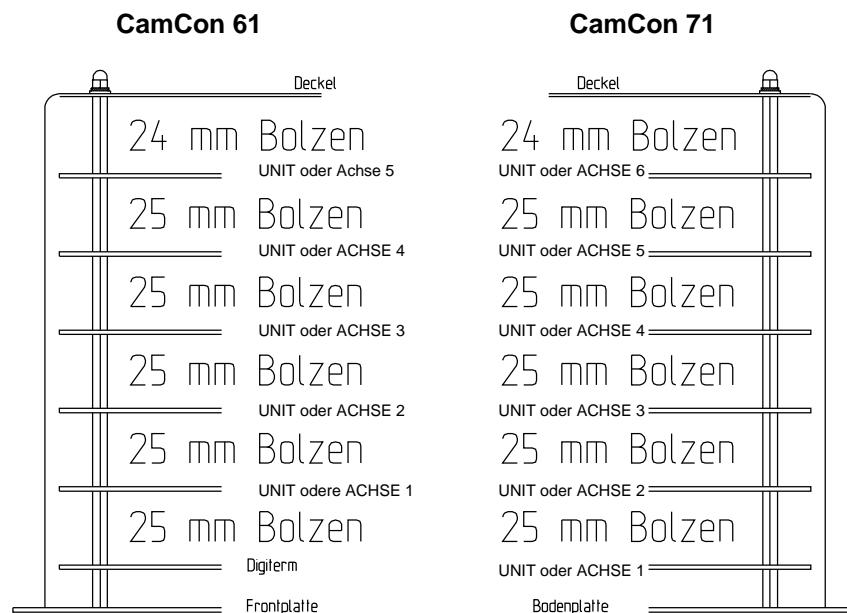 CamCon 61
Deckel
24 mm Bolzen
UNIT oder Achse 5
25 mm Bolzen
UNIT oder ACHSE 4
25 mm Bolzen
UNIT oder ACHSE 3
25 mm Bolzen
UNIT oder ACHSE 2
25 mm Bolzen
UNIT odere ACHSE 1
25 mm Bolzen
Digiterm
Frontplatte
CamCon 71
Deckel
24 mm Bolzen
UNIT oder ACHSE 6
25 mm Bolzen
UNIT oder ACHSE 5
25 mm Bolzen
UNIT oder ACHSE 4
25 mm Bolzen
UNIT oder ACHSE 3
25 mm Bolzen
UNIT oder ACHSE 2
25 mm Bolzen
UNIT oder ACHSE 1
Bodenplatte